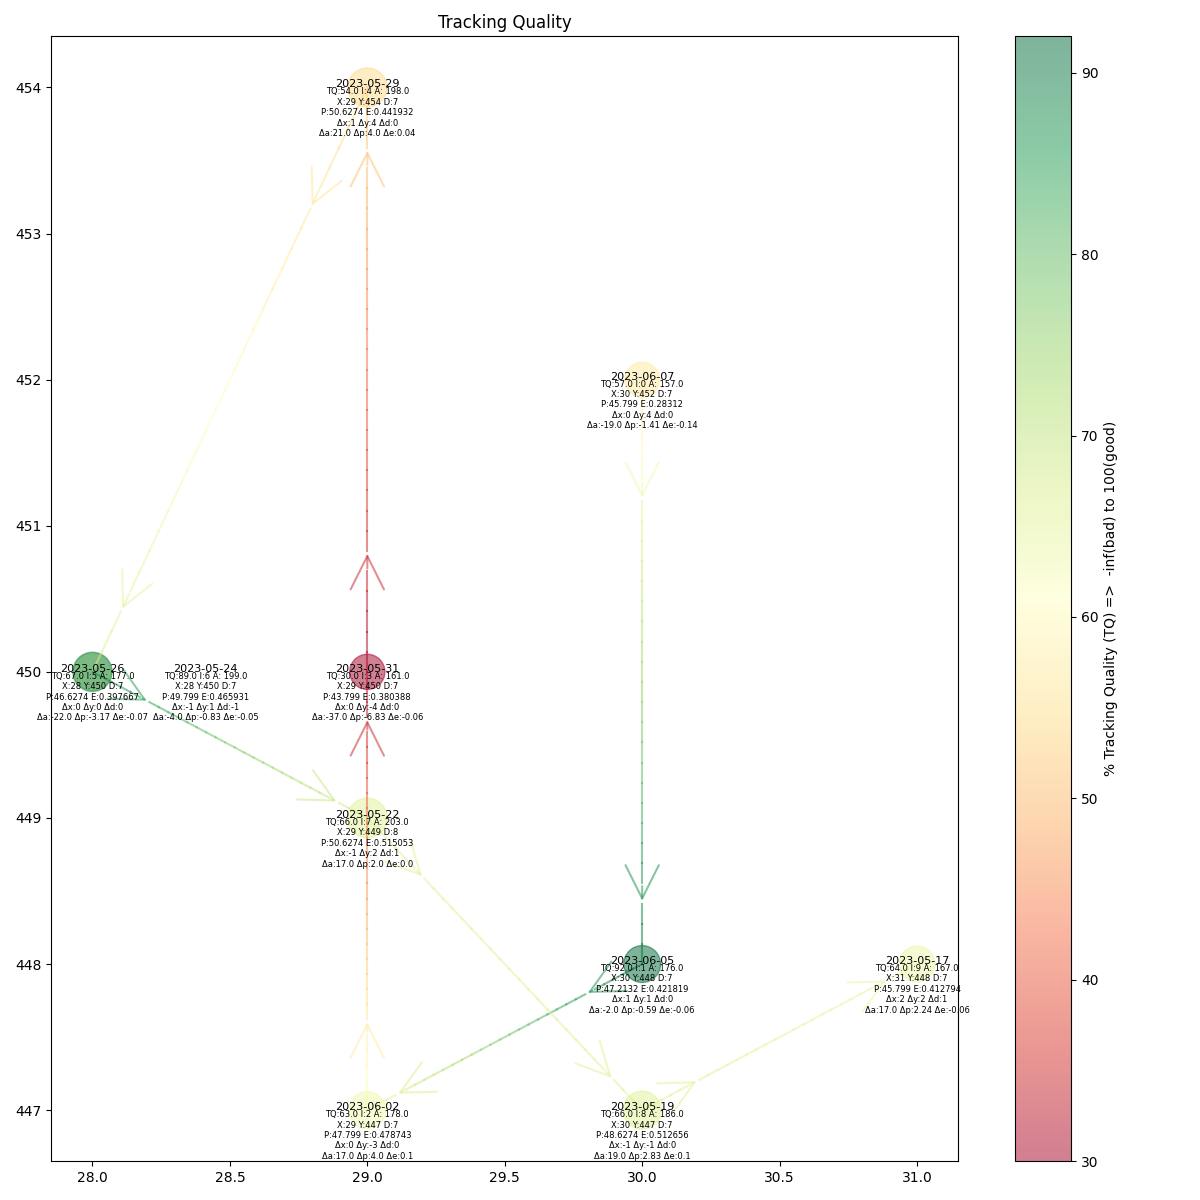 Tracking Quality
454
453
452
451
450
449
448
447
28.0
28.5
29.0
29.5
30.0
30.5
31.0
2023-05-29
TQ:54.0 I:4 A: 198.0
X:29 Y:454 D:7
P:50.6274 E:0.441932
Δx:1 Δy:4 Δd:0
Δa:21.0 Δp:4.0 Δe:0.04
2023-06-07
TQ:57.0 I:0 A: 157.0
X:30 Y:452 D:7
P:45.799 E:0.28312
Δx:0 Δy:4 Δd:0
Δa:-19.0 Δp:-1.41 Δe:-0.14
2023-05-26
TQ:67.0 I:5 A: 177.0
X:28 Y:450 D:7
P:46.6274 E:0.397667
Δx:0 Δy:0 Δd:0
Δa:-22.0 Δp:-3.17 Δe:-0.07
2023-05-24
TQ:89.0 I:6 A: 199.0
X:28 Y:450 D:7
P:49.799 E:0.465931
Δx:-1 Δy:1 Δd:-1
Δa:-4.0 Δp:-0.83 Δe:-0.05
2023-05-31
TQ:30.0 I:3 A: 161.0
X:29 Y:450 D:7
P:43.799 E:0.380388
Δx:0 Δy:-4 Δd:0
Δa:-37.0 Δp:-6.83 Δe:-0.06
2023-05-22
TQ:66.0 I:7 A: 203.0
X:29 Y:449 D:8
P:50.6274 E:0.515053
Δx:-1 Δy:2 Δd:1
Δa:17.0 Δp:2.0 Δe:0.0
2023-06-05
TQ:92.0 I:1 A: 176.0
X:30 Y:448 D:7
P:47.2132 E:0.421819
Δx:1 Δy:1 Δd:0
Δa:-2.0 Δp:-0.59 Δe:-0.06
2023-05-17
TQ:64.0 I:9 A: 167.0
X:31 Y:448 D:7
P:45.799 E:0.412794
Δx:2 Δy:2 Δd:1
Δa:17.0 Δp:2.24 Δe:-0.06
2023-06-02
TQ:63.0 I:2 A: 178.0
X:29 Y:447 D:7
P:47.799 E:0.478743
Δx:0 Δy:-3 Δd:0
Δa:17.0 Δp:4.0 Δe:0.1
2023-05-19
TQ:66.0 I:8 A: 186.0
X:30 Y:447 D:7
P:48.6274 E:0.512656
Δx:-1 Δy:-1 Δd:0
Δa:19.0 Δp:2.83 Δe:0.1
90
80
70
60
50
40
30
% Tracking Quality (TQ) => -inf(bad) to 100(good)